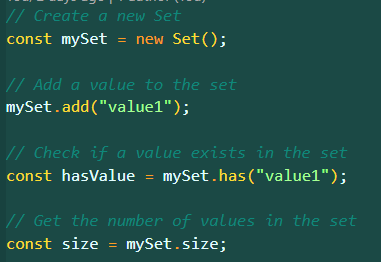 // Create a new Set
const mySet = new Set();
// Add a value to the set
mySet.add("value1");
// Check if a value exists in the set
const hasValue = mySet.has("value1");
// Get the number of values in the set
const size = mySet.size;